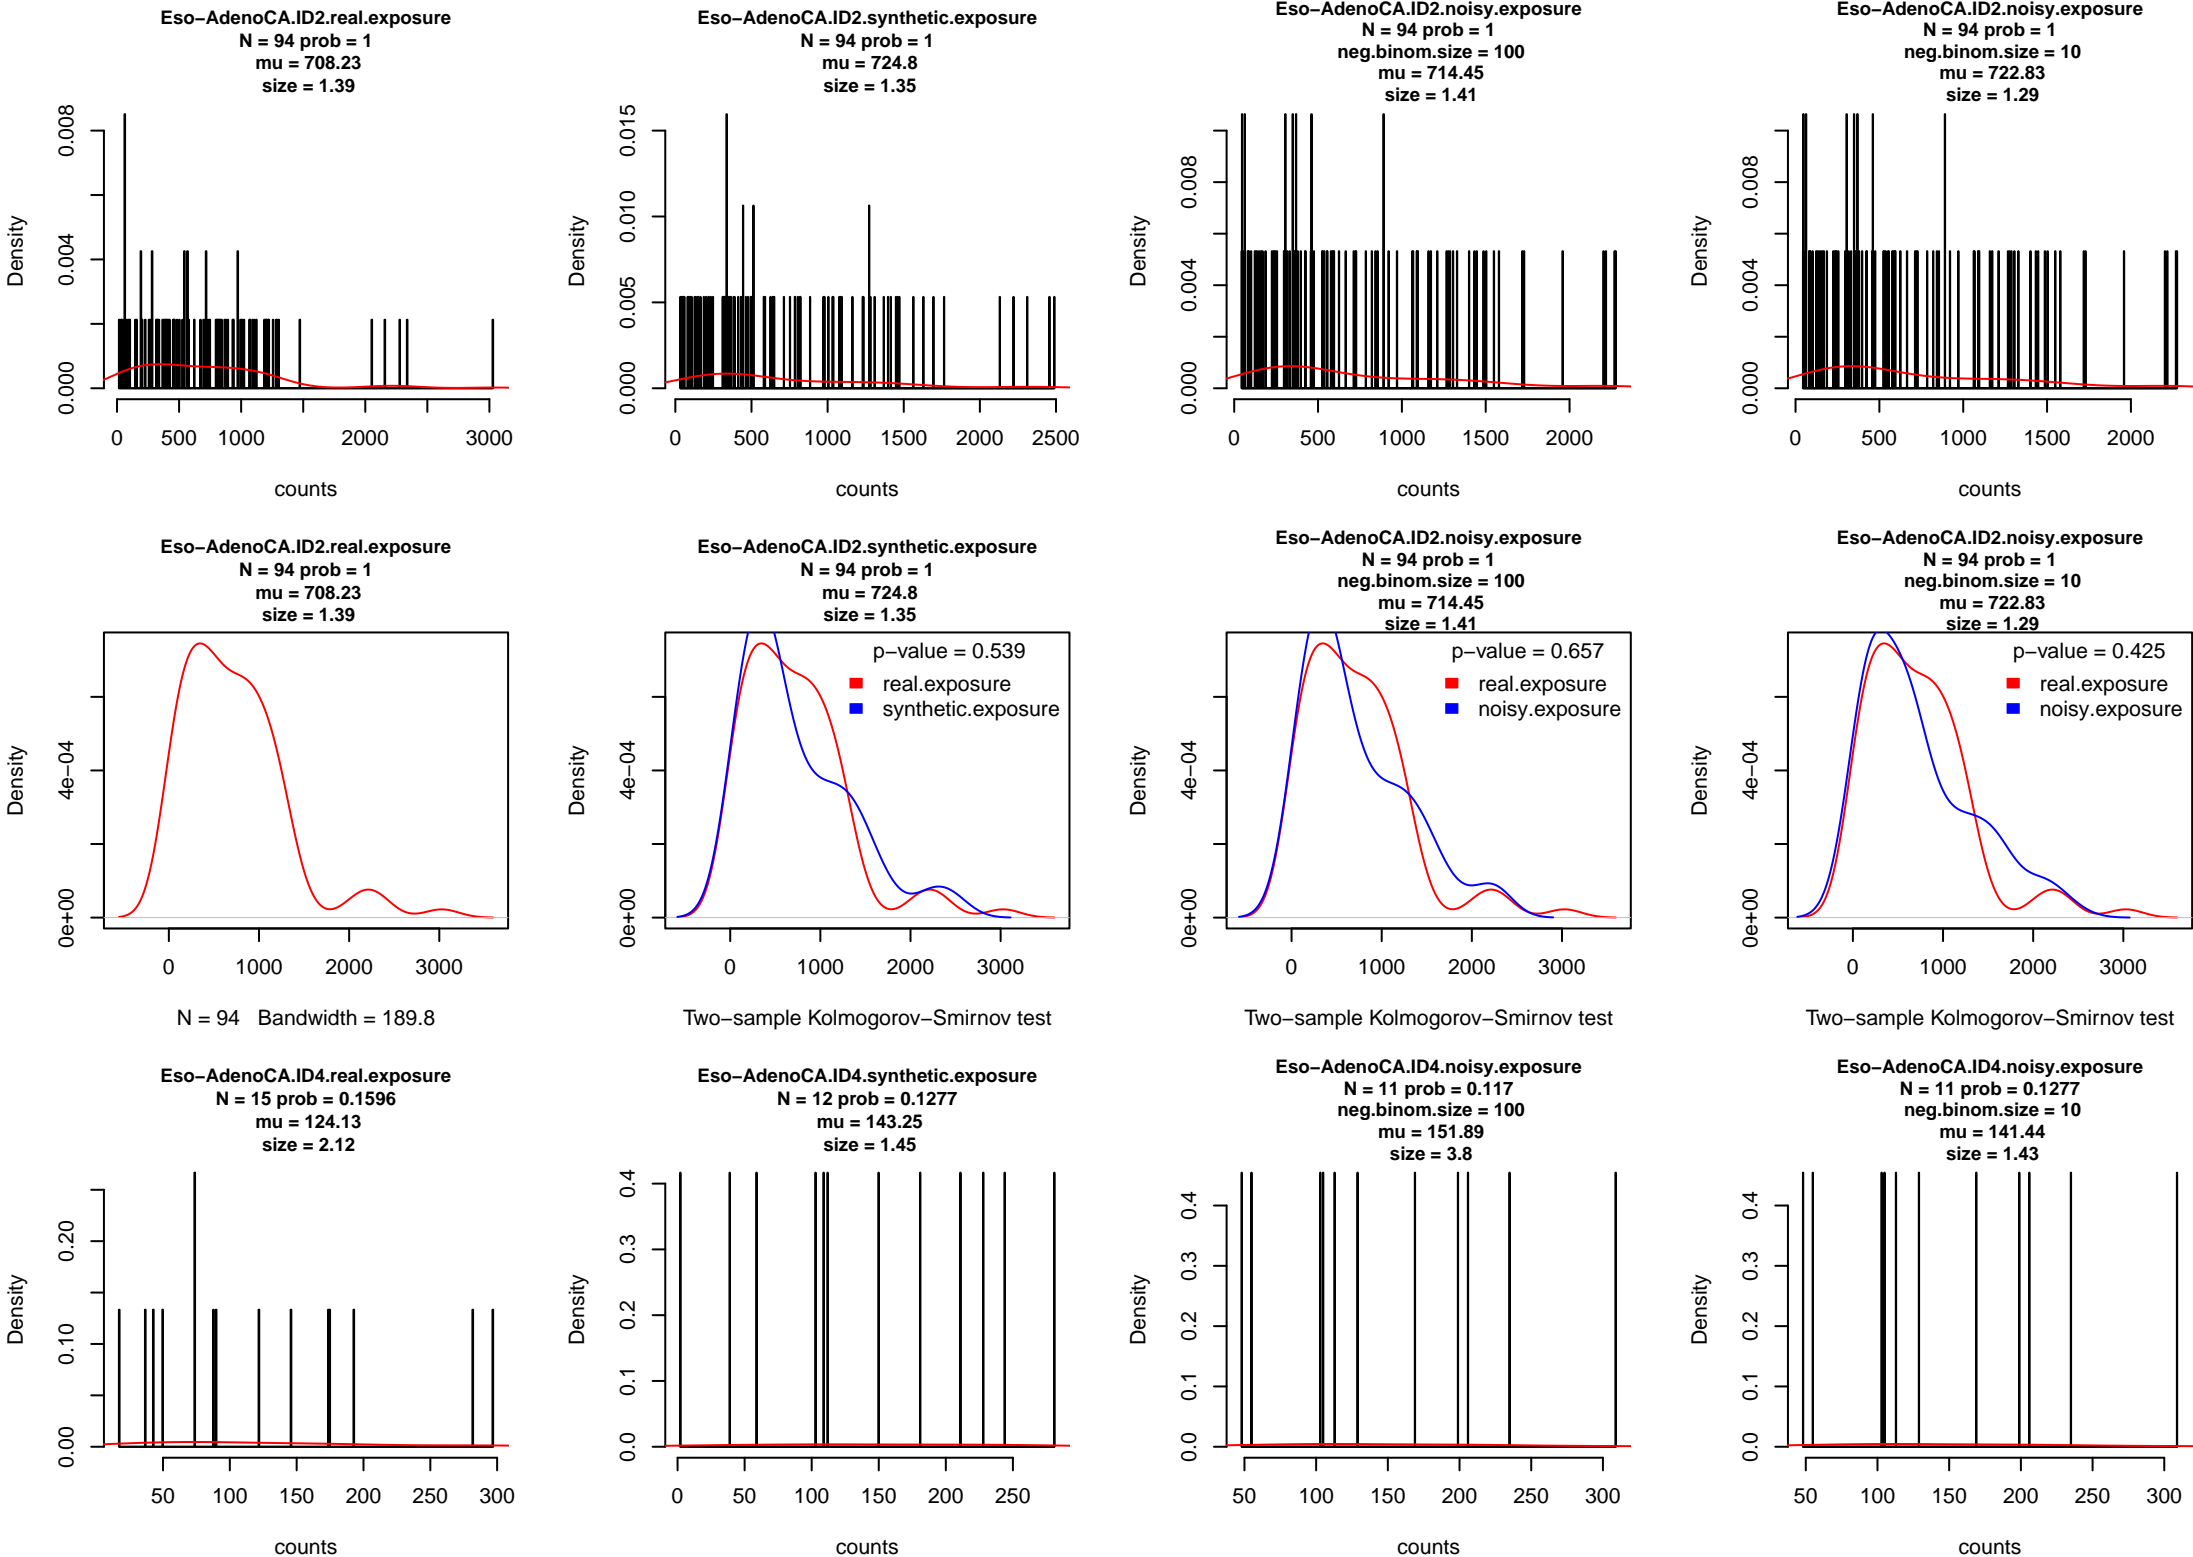 Eso−AdenoCA.ID2.real.exposure
N = 94 prob = 1
mu = 708.23
size = 1.39
Density
0.000 0.004 0.008
0 500 1000 2000 3000
counts
Eso−AdenoCA.ID2.synthetic.exposure
N = 94 prob = 1
mu = 724.8
size = 1.35
Density
0.000 0.005 0.010 0.015
0 500 1000 1500 2000 2500
counts
Eso−AdenoCA.ID2.noisy.exposure
N = 94 prob = 1
neg.binom.size = 100
mu = 714.45
size = 1.41
Density
0.000 0.004 0.008
0 500 1000 1500 2000
counts
Eso−AdenoCA.ID2.noisy.exposure
N = 94 prob = 1
neg.binom.size = 10
mu = 722.83
size = 1.29
Density
0.000 0.004 0.008
0 500 1000 1500 2000
counts
Eso−AdenoCA.ID2.real.exposure
N = 94 prob = 1
mu = 708.23
size = 1.39
Density
0e+00 4e−04
0 1000 2000 3000
N = 94 Bandwidth = 189.8
Eso−AdenoCA.ID2.synthetic.exposure
N = 94 prob = 1
mu = 724.8
size = 1.35
p−value = 0.539
real.exposure
synthetic.exposure
Density
0e+00 4e−04
0 1000 2000 3000
Two−sample Kolmogorov−Smirnov test
Eso−AdenoCA.ID2.noisy.exposure
N = 94 prob = 1
neg.binom.size = 100
mu = 714.45
size = 1.41
p−value = 0.657
real.exposure
noisy.exposure
Density
0e+00 4e−04
0 1000 2000 3000
Two−sample Kolmogorov−Smirnov test
Eso−AdenoCA.ID2.noisy.exposure
N = 94 prob = 1
neg.binom.size = 10
mu = 722.83
size = 1.29
p−value = 0.425
real.exposure
noisy.exposure
Density
0e+00 4e−04
0 1000 2000 3000
Two−sample Kolmogorov−Smirnov test
Eso−AdenoCA.ID4.real.exposure
N = 15 prob = 0.1596
mu = 124.13
size = 2.12
Density
0.00 0.10 0.20
50 100 150 200 250 300
counts
Eso−AdenoCA.ID4.synthetic.exposure
N = 12 prob = 0.1277
mu = 143.25
size = 1.45
Density
0.0 0.1 0.2 0.3 0.4
0 50 100 150 200 250
counts
Eso−AdenoCA.ID4.noisy.exposure
N = 11 prob = 0.117
neg.binom.size = 100
mu = 151.89
size = 3.8
Density
0.0 0.1 0.2 0.3 0.4
50 100 150 200 250 300
counts
Eso−AdenoCA.ID4.noisy.exposure
N = 11 prob = 0.1277
neg.binom.size = 10
mu = 141.44
size = 1.43
Density
0.0 0.1 0.2 0.3 0.4
50 100 150 200 250 300
counts